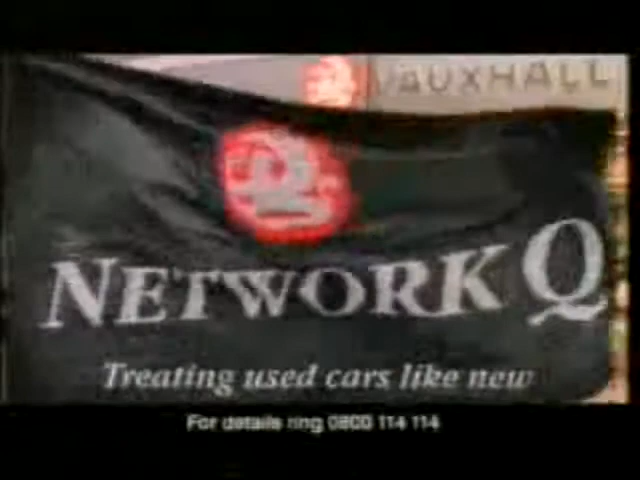 VAUXHALL
NETWORK Q
Treating used cars like new
For details ring 0800 114 114